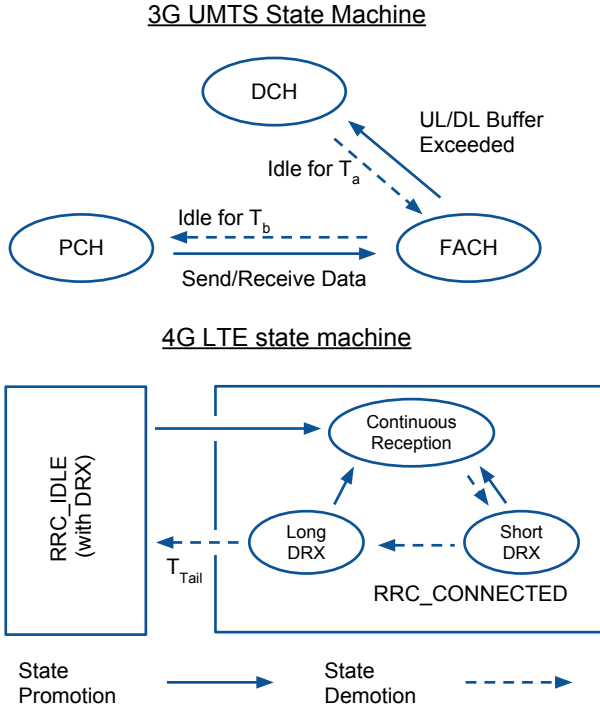 3G UMTS State Machine
DCH
UL/DL Buffer
Exceeded
Idle for Ta
Idle for Tb
PCH
FACH
Send/Receive Data
4G LTE state machine
RRC_IDLE
(with DRX)
Continuous
Reception
Long
DRX
Short
DRX
TTail
RRC_CONNECTED
State
Promotion
State
Demotion